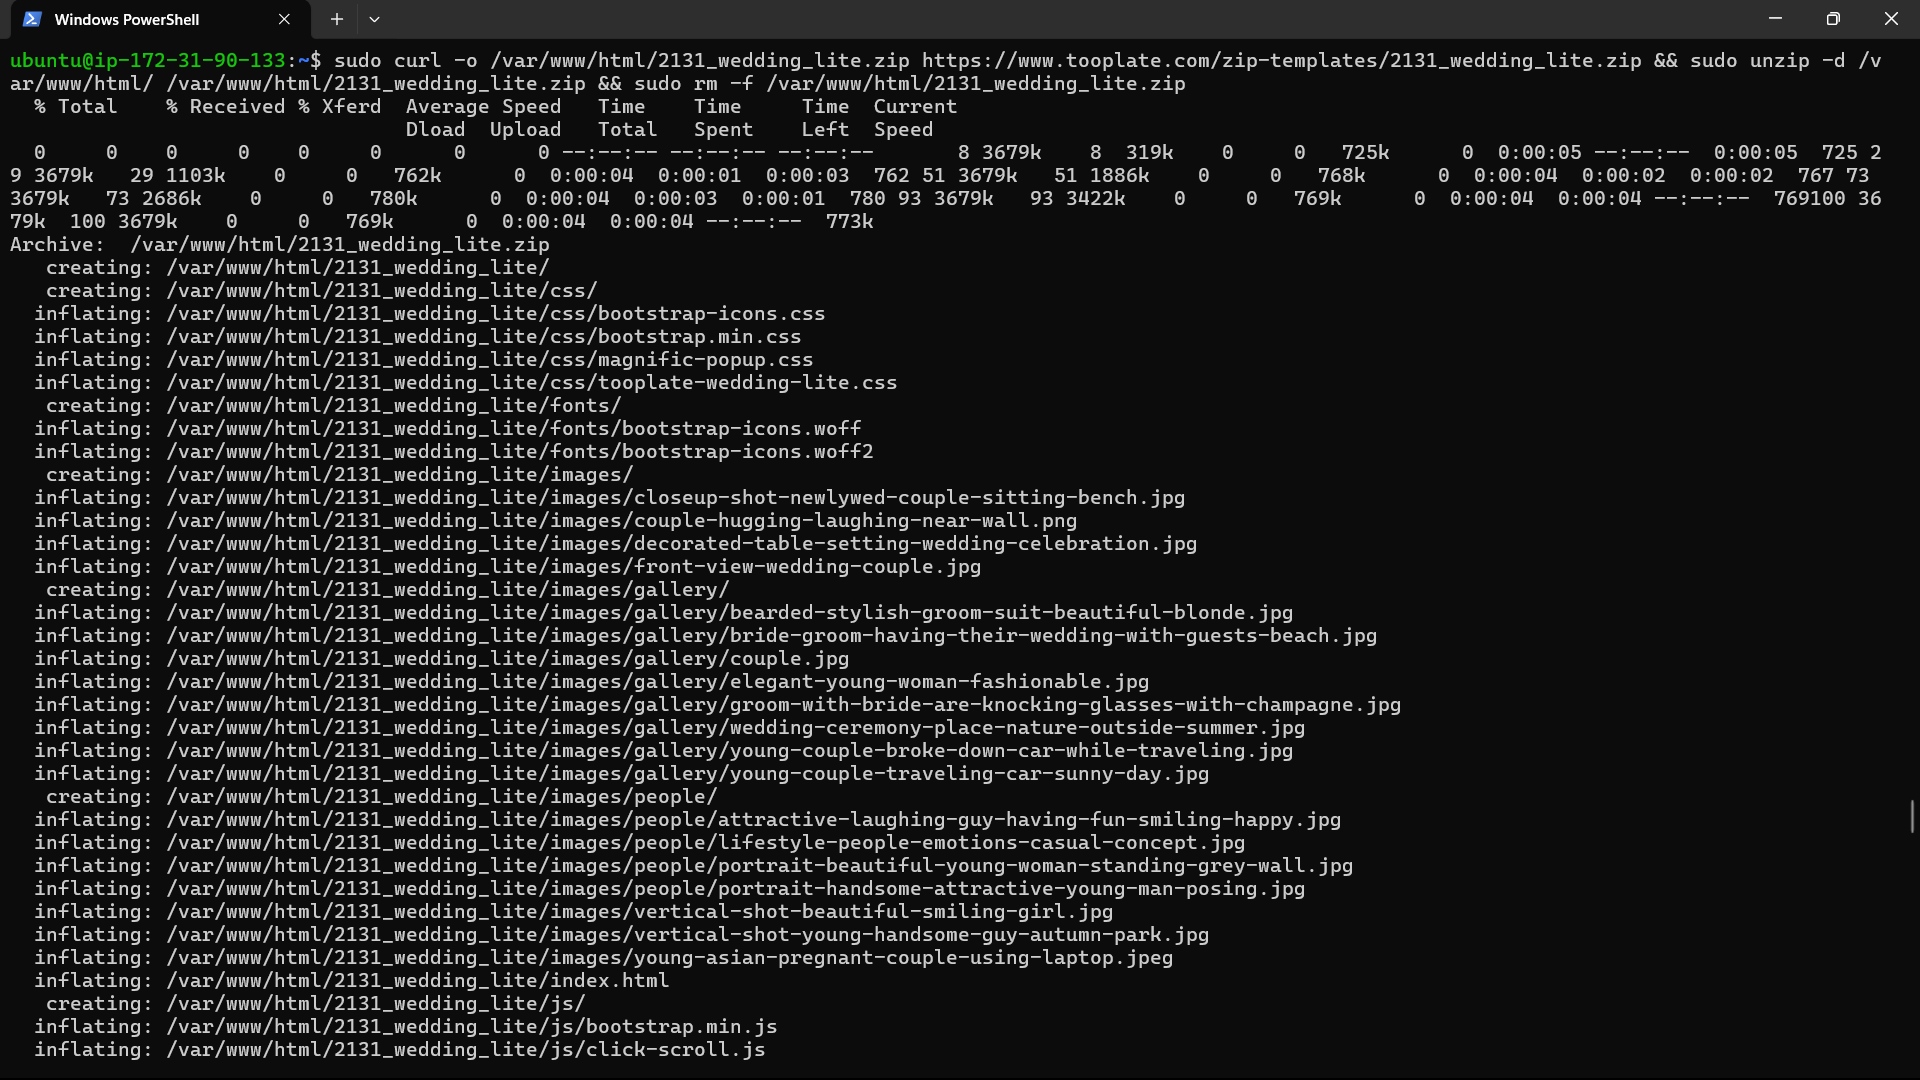 Windows PowerShell
ubuntu@ip-172-31-90-133:~$ sudo curl -o /var/www/html/2131_wedding_lite.zip https://www.tooplate.com/zip-templates/2131_wedding_lite.zip && sudo unzip -d /v
ar/www/html/ /var/www/html/2131_wedding_lite.zip && sudo rm -f /var/www/html/2131_wedding_lite.zip
  % Total    % Received % Xferd  Average Speed   Time    Time     Time  Current
                                 Dload  Upload   Total   Spent    Left  Speed
  0     0    0     0    0     0      0      0 --:--:-- --:--:-- --:--:--       8 3679k    8  319k    0     0   725k      0  0:00:05 --:--:--  0:00:05  725 2
9 3679k   29 1103k    0     0   762k      0  0:00:04  0:00:01  0:00:03  762 51 3679k   51 1886k    0     0   768k      0  0:00:04  0:00:02  0:00:02  767 73
3679k   73 2686k    0     0   780k      0  0:00:04  0:00:03  0:00:01  780 93 3679k   93 3422k    0     0   769k      0  0:00:04  0:00:04 --:--:--  769100 36
79k  100 3679k    0     0   769k      0  0:00:04  0:00:04 --:--:--  773k
Archive:  /var/www/html/2131_wedding_lite.zip
   creating: /var/www/html/2131_wedding_lite/
   creating: /var/www/html/2131_wedding_lite/css/
  inflating: /var/www/html/2131_wedding_lite/css/bootstrap-icons.css
  inflating: /var/www/html/2131_wedding_lite/css/bootstrap.min.css
  inflating: /var/www/html/2131_wedding_lite/css/magnific-popup.css
  inflating: /var/www/html/2131_wedding_lite/css/tooplate-wedding-lite.css
   creating: /var/www/html/2131_wedding_lite/fonts/
  inflating: /var/www/html/2131_wedding_lite/fonts/bootstrap-icons.woff
  inflating: /var/www/html/2131_wedding_lite/fonts/bootstrap-icons.woff2
   creating: /var/www/html/2131_wedding_lite/images/
  inflating: /var/www/html/2131_wedding_lite/images/closeup-shot-newlywed-couple-sitting-bench.jpg
  inflating: /var/www/html/2131_wedding_lite/images/couple-hugging-laughing-near-wall.png
  inflating: /var/www/html/2131_wedding_lite/images/decorated-table-setting-wedding-celebration.jpg
  inflating: /var/www/html/2131_wedding_lite/images/front-view-wedding-couple.jpg
   creating: /var/www/html/2131_wedding_lite/images/gallery/
  inflating: /var/www/html/2131_wedding_lite/images/gallery/bearded-stylish-groom-suit-beautiful-blonde.jpg
  inflating: /var/www/html/2131_wedding_lite/images/gallery/bride-groom-having-their-wedding-with-guests-beach.jpg
  inflating: /var/www/html/2131_wedding_lite/images/gallery/couple.jpg
  inflating: /var/www/html/2131_wedding_lite/images/gallery/elegant-young-woman-fashionable.jpg
  inflating: /var/www/html/2131_wedding_lite/images/gallery/groom-with-bride-are-knocking-glasses-with-champagne.jpg
  inflating: /var/www/html/2131_wedding_lite/images/gallery/wedding-ceremony-place-nature-outside-summer.jpg
  inflating: /var/www/html/2131_wedding_lite/images/gallery/young-couple-broke-down-car-while-traveling.jpg
  inflating: /var/www/html/2131_wedding_lite/images/gallery/young-couple-traveling-car-sunny-day.jpg
   creating: /var/www/html/2131_wedding_lite/images/people/
  inflating: /var/www/html/2131_wedding_lite/images/people/attractive-laughing-guy-having-fun-smiling-happy.jpg
  inflating: /var/www/html/2131_wedding_lite/images/people/lifestyle-people-emotions-casual-concept.jpg
  inflating: /var/www/html/2131_wedding_lite/images/people/portrait-beautiful-young-woman-standing-grey-wall.jpg
  inflating: /var/www/html/2131_wedding_lite/images/people/portrait-handsome-attractive-young-man-posing.jpg
  inflating: /var/www/html/2131_wedding_lite/images/vertical-shot-beautiful-smiling-girl.jpg
  inflating: /var/www/html/2131_wedding_lite/images/vertical-shot-young-handsome-guy-autumn-park.jpg
  inflating: /var/www/html/2131_wedding_lite/images/young-asian-pregnant-couple-using-laptop.jpeg
  inflating: /var/www/html/2131_wedding_lite/index.html
   creating: /var/www/html/2131_wedding_lite/js/
  inflating: /var/www/html/2131_wedding_lite/js/bootstrap.min.js
  inflating: /var/www/html/2131_wedding_lite/js/click-scroll.js